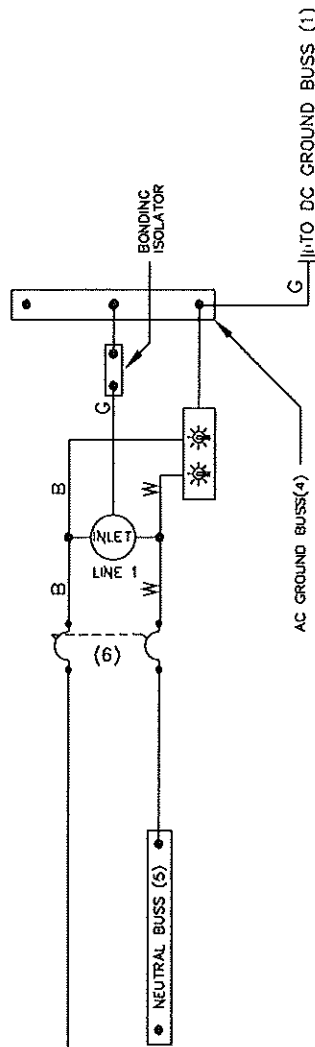 TO DC GROUND BUSS (1)
G
BONDING
ISOLATOR
G
B
B
INLET
LINE 1
W
W
(6)
AC GROUND BUSS(4)
NEUTRAL BUSS (5)